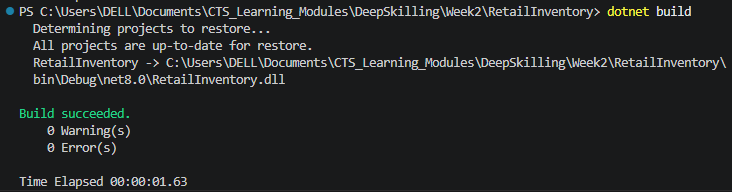 PS C:\Users\DELL\Documents\CTS_Learning_Modules\DeepSkilling\Week2\RetailInventory> dotnet build
Determining projects to restore...
All projects are up-to-date for restore.
RetailInventory -> C:\Users\DELL\Documents\CTS_Learning_Modules\DeepSkilling\Week2\RetailInventory\
bin\Debug\net8.0\RetailInventory.dll
Build succeeded.
0 Warning(s)
0 Error(s)
Time Elapsed 00:00:01.63